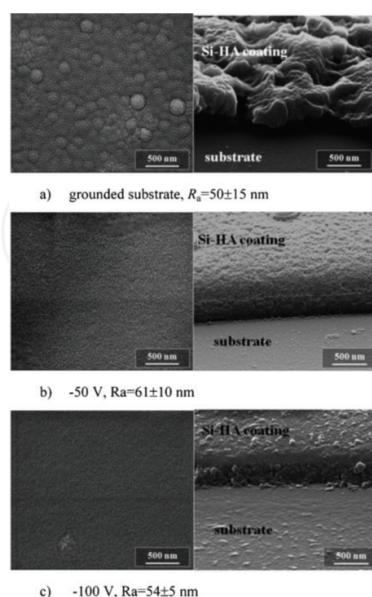 Si-HA coating
substrate
500 nm
500 nm
a) grounded substrate, Ra=50±15 nm
Si-HA coating
substrate
500 nm
500 nm
b) -50 V, Ra=61±10 nm
Si-HA coating
substrate
500 nm
500 nm
c) -100 V, Ra=54±5 nm